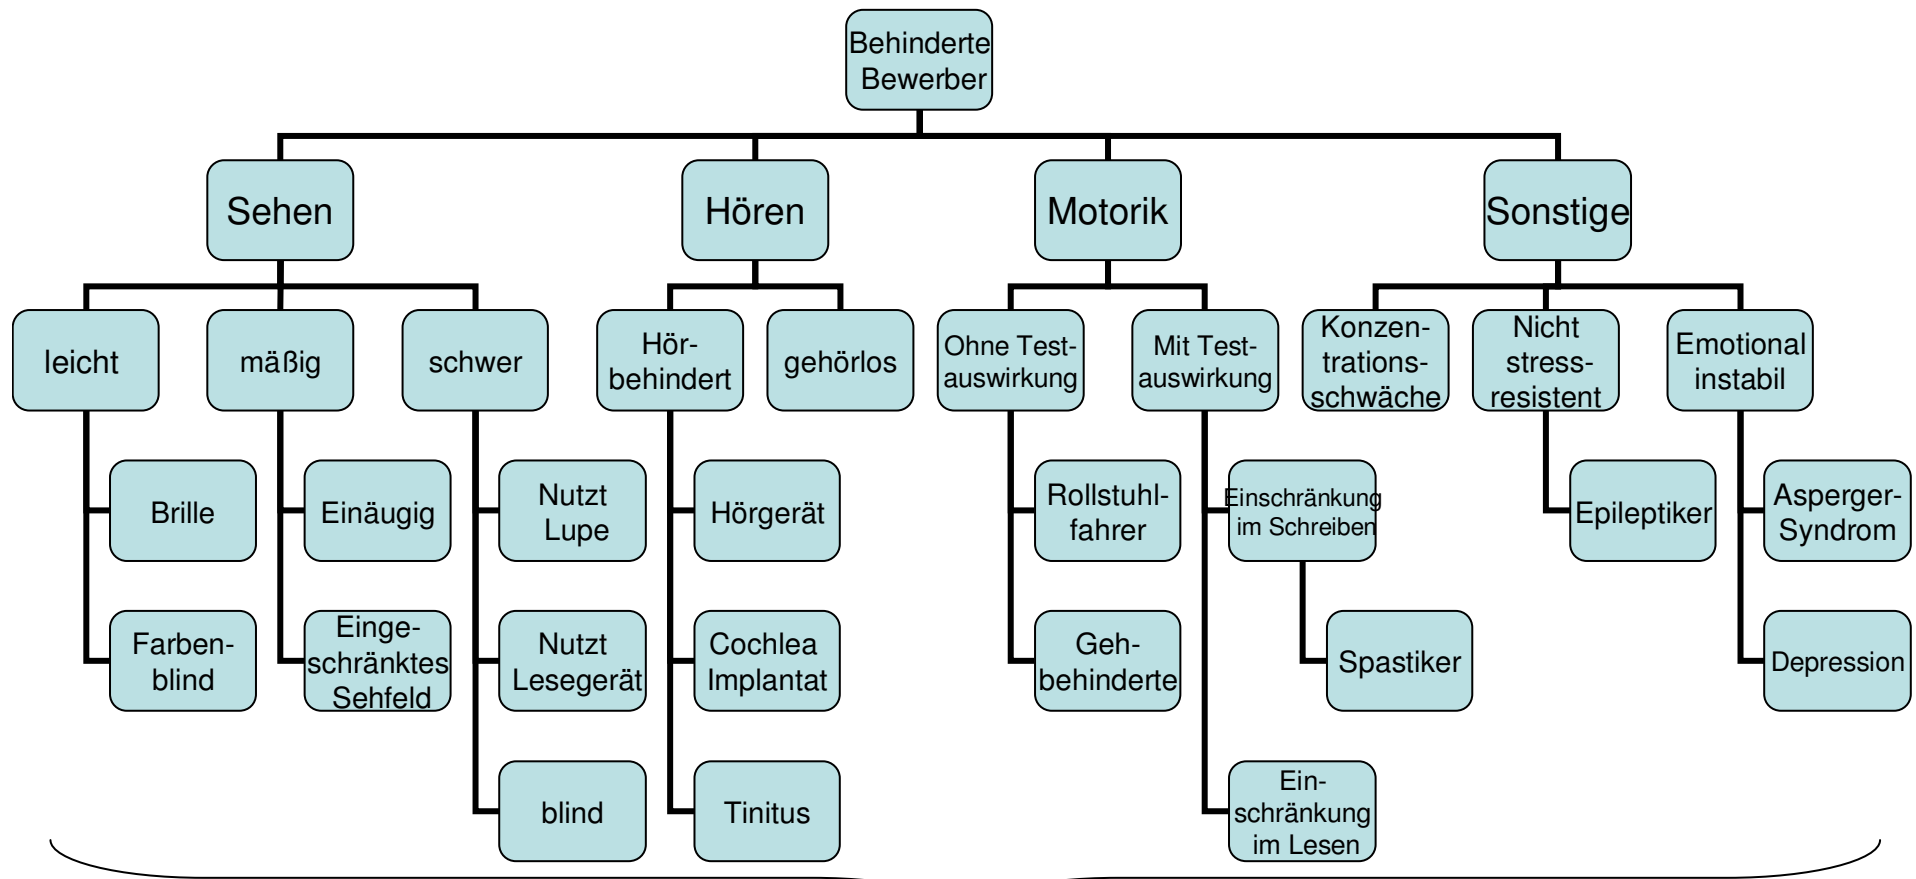 Behinderte
Bewerber
Sehen
Hören
Motorik
Sonstige
leicht
mäßig
schwer
Hör-
behindert
gehörlos
Ohne Test-
auswirkung
Mit Test-
auswirkung
Konzen-
trations-
schwäche
Nicht
stress-
resistent
Emotional
instabil
Brille
Einäugig
Nutzt
Lupe
Hörgerät
Rollstuhl-
fahrer
Einschränkung
im Schreiben
Epileptiker
Asperger-
Syndrom
Farben-
blind
Einge-
schränktes
Sehfeld
Nutzt
Lesegerät
Cochlea
Implantat
Geh-
behinderte
Spastiker
Depression
blind
Tinitus
Ein-
schränkung
im Lesen